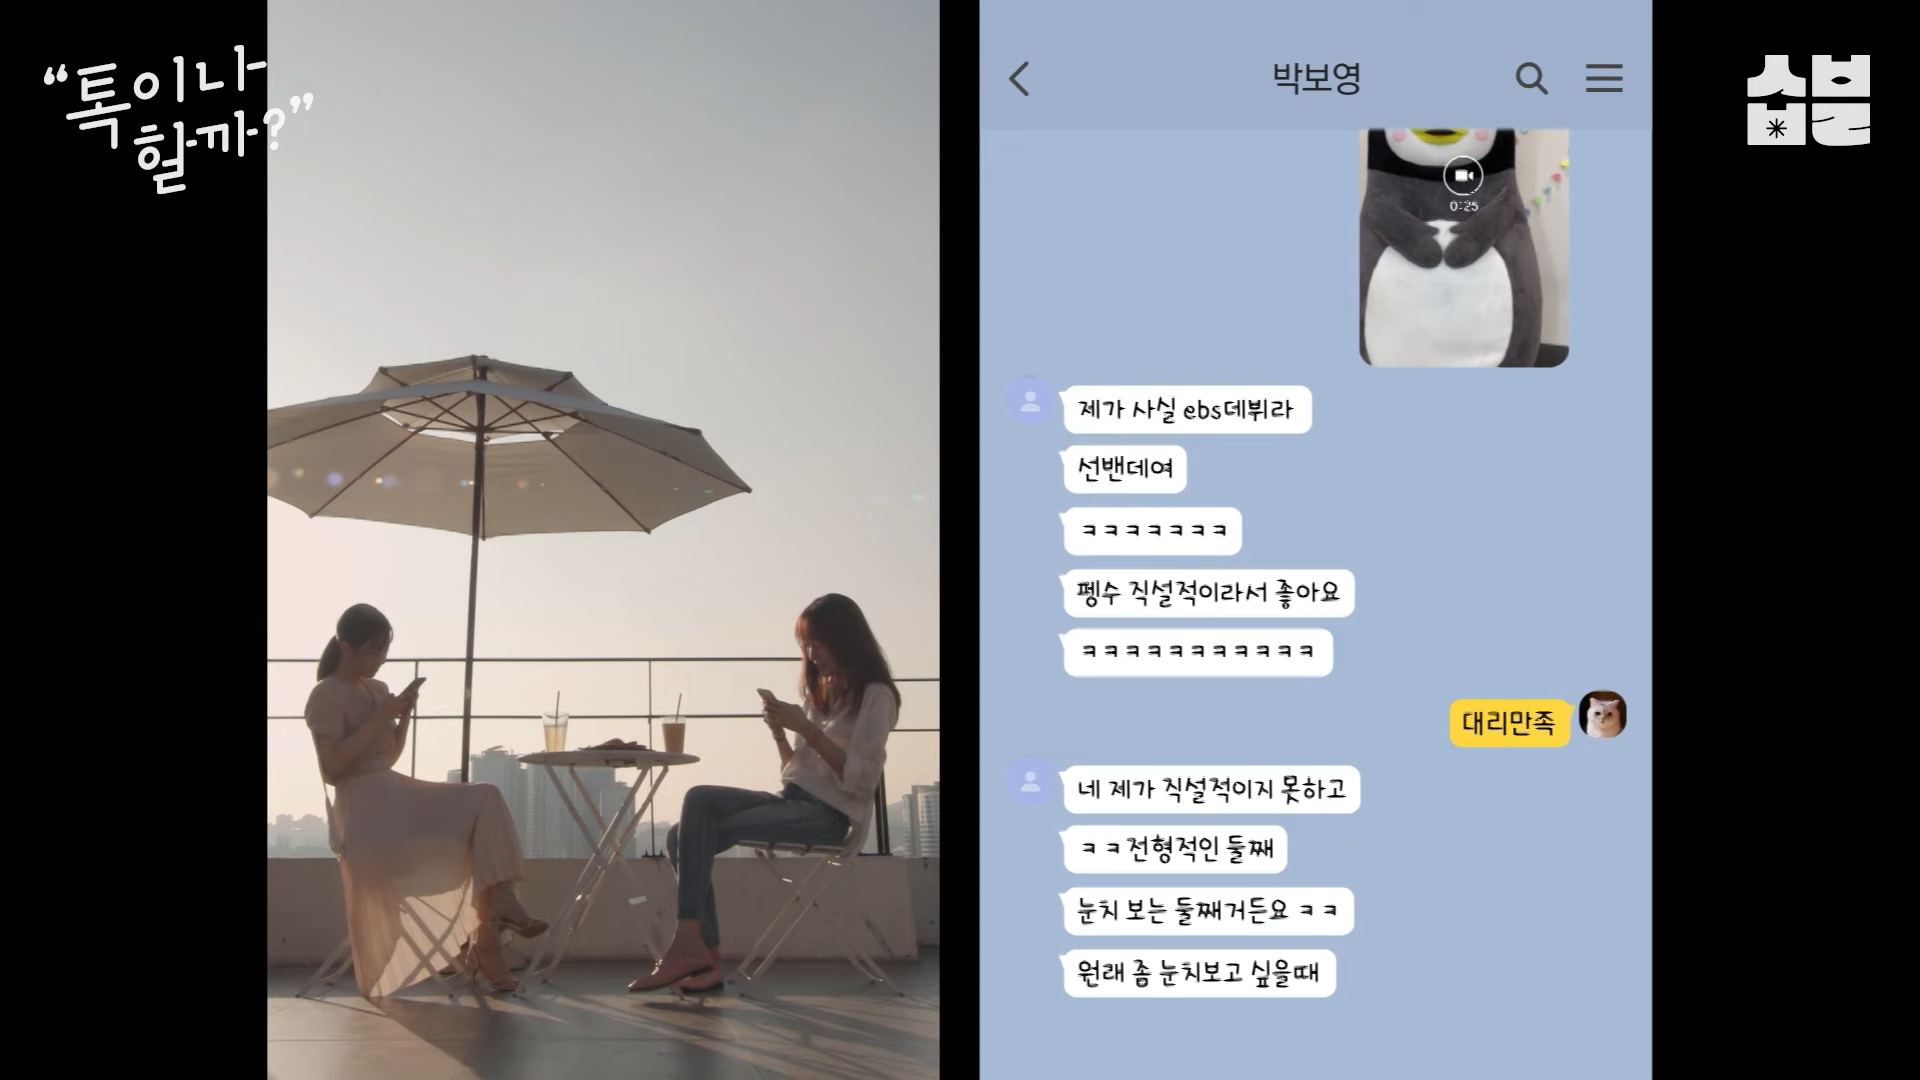 “톡이나
할까?”
박보영
0:25
제가 사실 ebs데뷔라
선밴데여
ㅋㅋㅋㅋㅋㅋㅋ
펭수 직설적이라서 좋아요
ㅋㅋㅋㅋㅋㅋㅋㅋㅋㅋㅋ
대리만족
네 제가 직설적이지 못하고
ㅋㅋ전형적인 둘째
눈치 보는 둘째거든요 ㅋㅋ
원래 좀 눈치보고 싶을때